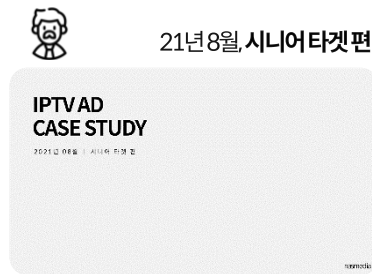 21년 8월, 시니어 타겟 편
IPTV AD
CASE STUDY
2021년 08월 | 시니어 타겟 편
nasmedia